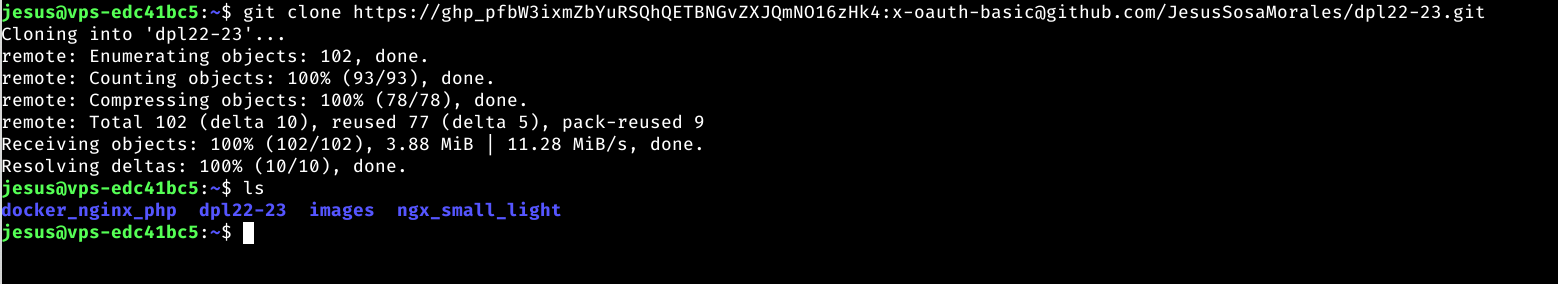 jesus@vps-edc41bc5:~$ git clone https://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:x-oauth-basic@github.com/JesusSosaMorales/dpl22-23.git
Cloning into 'dpl22-23'...
remote: Enumerating objects: 102, done.
remote: Counting objects: 100% (93/93), done.
remote: Compressing objects: 100% (78/78), done.
remote: Total 102 (delta 10), reused 77 (delta 5), pack-reused 9
Receiving objects: 100% (102/102), 3.88 MiB | 11.28 MiB/s, done.
Resolving deltas: 100% (10/10), done.
jesus@vps-edc41bc5:~$ ls
docker_nginx_php  dpl22-23  images  ngx_small_light
jesus@vps-edc41bc5:~$